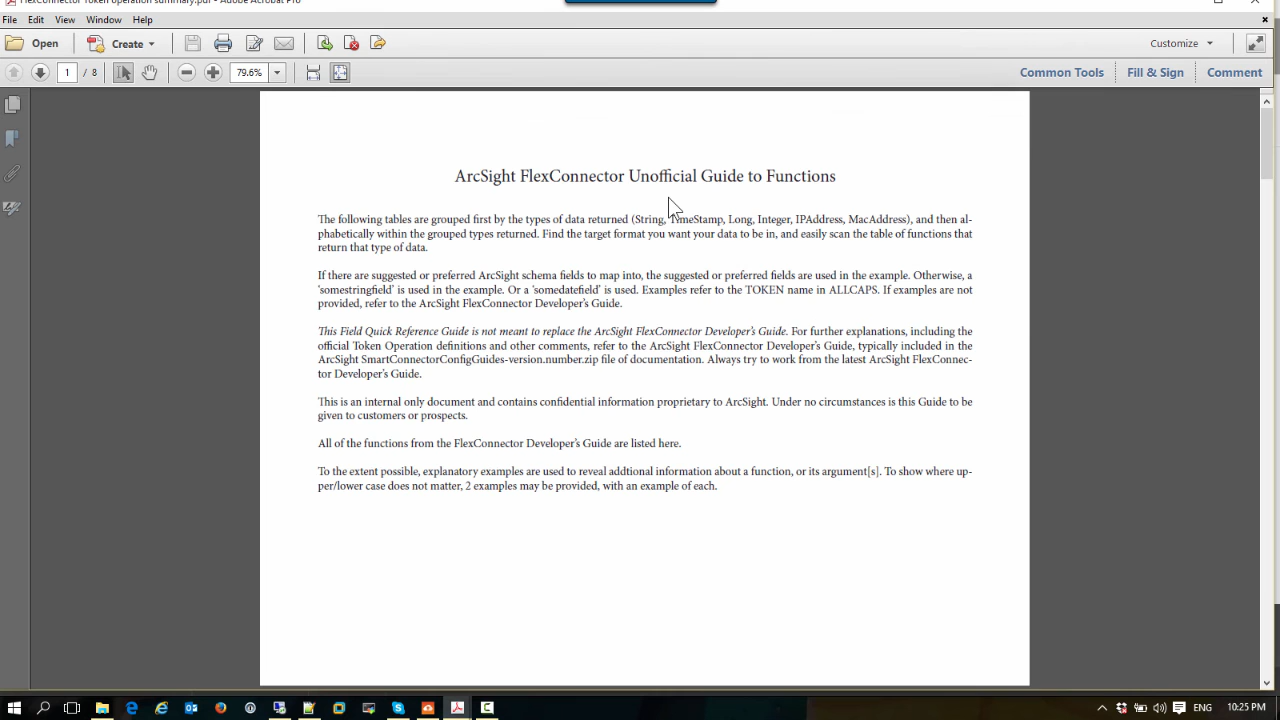 FlexConnector Token operation summary.pdf - Adobe Acrobat Pro
File Edit View Window Help
Open Create Customize
1 / 8 79.6% Common Tools Fill & Sign Comment
ArcSight FlexConnector Unofficial Guide to Functions
The following tables are grouped first by the types of data returned (String, TimeStamp, Long, Integer, IPAddress, MacAddress), and then al-
phabetically within the grouped types returned. Find the target format you want your data to be in, and easily scan the table of functions that
return that type of data.
If there are suggested or preferred ArcSight schema fields to map into, the suggested or preferred fields are used in the example. Otherwise, a
'somestringfield' is used in the example. Or a 'somedatefield' is used. Examples refer to the TOKEN name in ALLCAPS. If examples are not
provided, refer to the ArcSight FlexConnector Developer's Guide.
This Field Quick Reference Guide is not meant to replace the ArcSight FlexConnector Developer's Guide. For further explanations, including the
official Token Operation definitions and other comments, refer to the ArcSight FlexConnector Developer's Guide, typically included in the
ArcSight SmartConnectorConfigGuides-version.number.zip file of documentation. Always try to work from the latest ArcSight FlexConnec-
tor Developer's Guide.
This is an internal only document and contains confidential information proprietary to ArcSight. Under no circumstances is this Guide to be
given to customers or prospects.
All of the functions from the FlexConnector Developer's Guide are listed here.
To the extent possible, explanatory examples are used to reveal addtional information about a function, or its argument[s]. To show where up-
per/lower case does not matter, 2 examples may be provided, with an example of each.
ENG 10:25 PM